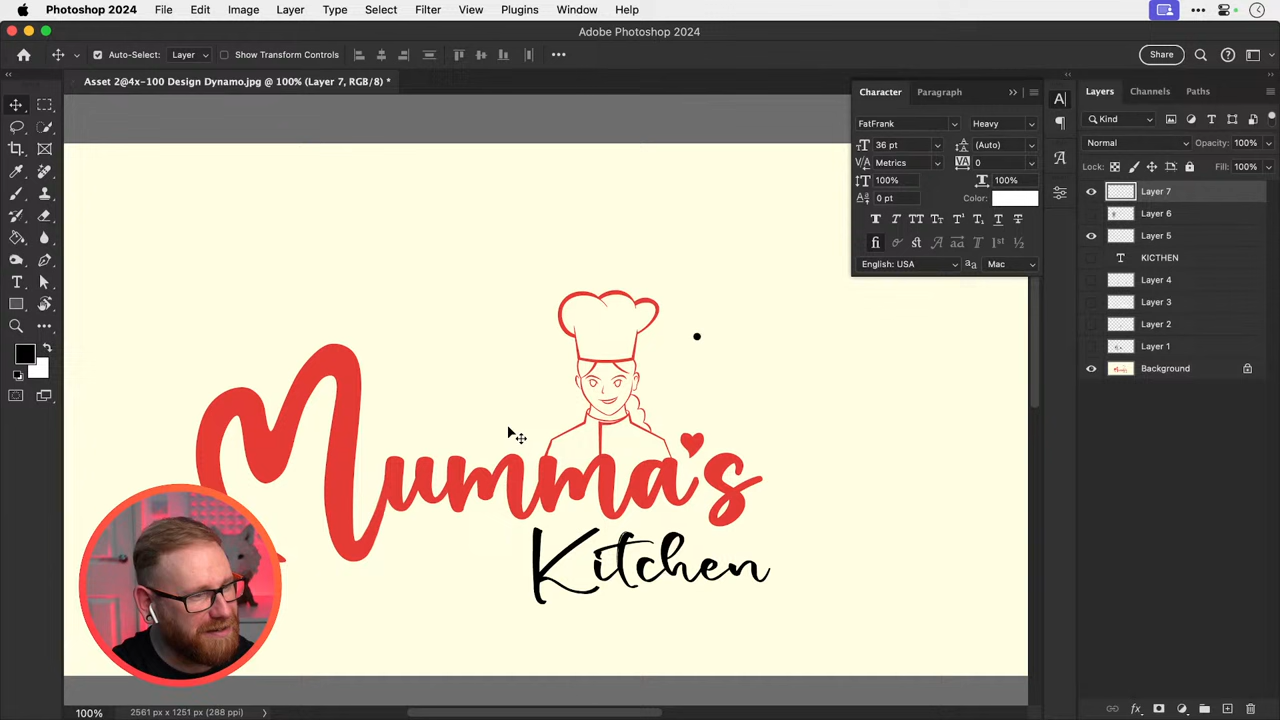 Photoshop 2024 File Edit Image Layer Type Select Filter View Plugins Window Help
Adobe Photoshop 2024
Auto-Select: Layer Show Transform Controls Share
Asset 2@4x-100 Design Dynamo.jpg @ 100% (Layer 7, RGB/8) *
Character Paragraph
FatFrank Heavy
36 pt (Auto)
Metrics 0
100% 100%
0 pt Color:
English: USA Mac
Layers Channels Paths
Kind
Normal Opacity: 100%
Lock: Fill: 100%
Layer 7
Layer 6
Layer 5
KICTHEN
Layer 4
Layer 3
Layer 2
Layer 1
Background
Mumma's
Kitchen
100% 2561 px x 1251 px (288 ppi)